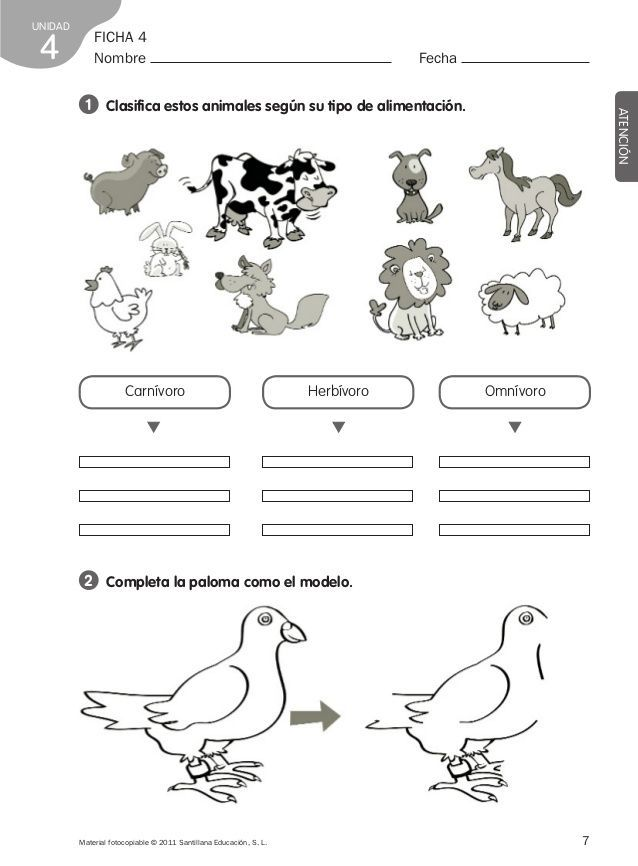 UNIDAD
4
FICHA 4
Nombre
Fecha
ATENCIÓN
1 Clasifica estos animales según su tipo de alimentación.
Carnívoro
Herbívoro
Omnívoro
2 Completa la paloma como el modelo.
Material fotocopiable © 2011 Santillana Educación, S. L.
7